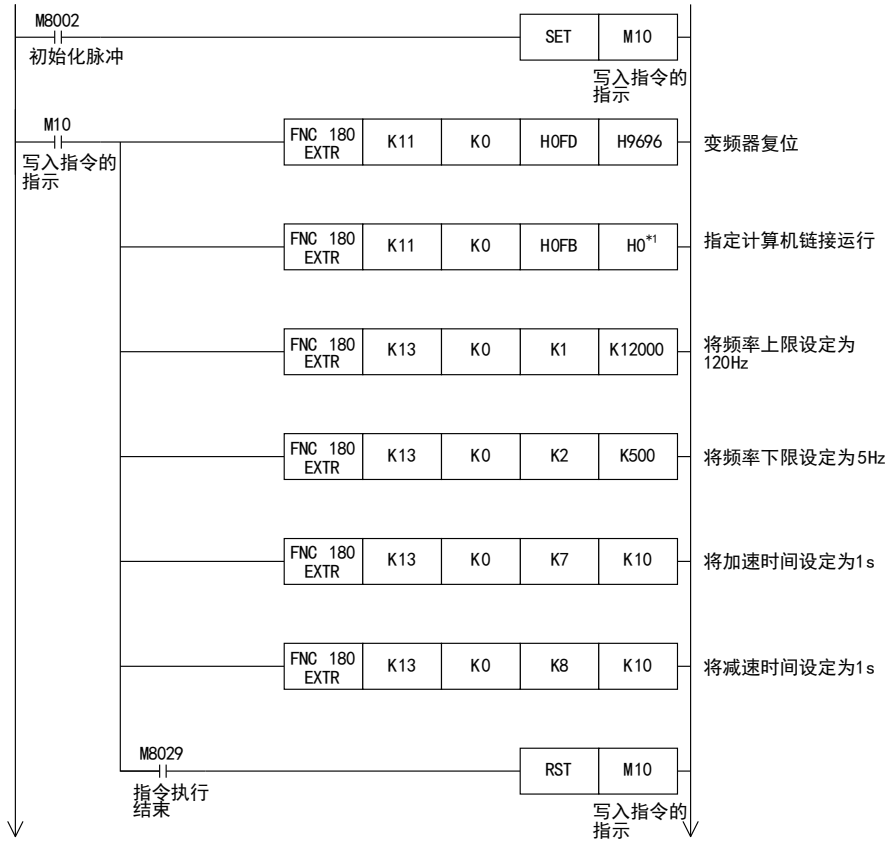 M8002
初始化脉冲
SET M10
写入指令的
指示
M10
写入指令的
指示
FNC 180
EXTR K11 K0 H0FD H9696
变频器复位
FNC 180
EXTR K11 K0 H0FB H0*1
指定计算机链接运行
FNC 180
EXTR K13 K0 K1 K12000
将频率上限设定为
120Hz
FNC 180
EXTR K13 K0 K2 K500
将频率下限设定为5Hz
FNC 180
EXTR K13 K0 K7 K10
将加速时间设定为1s
FNC 180
EXTR K13 K0 K8 K10
将减速时间设定为1s
M8029
指令执行
结束
RST M10
写入指令的
指示